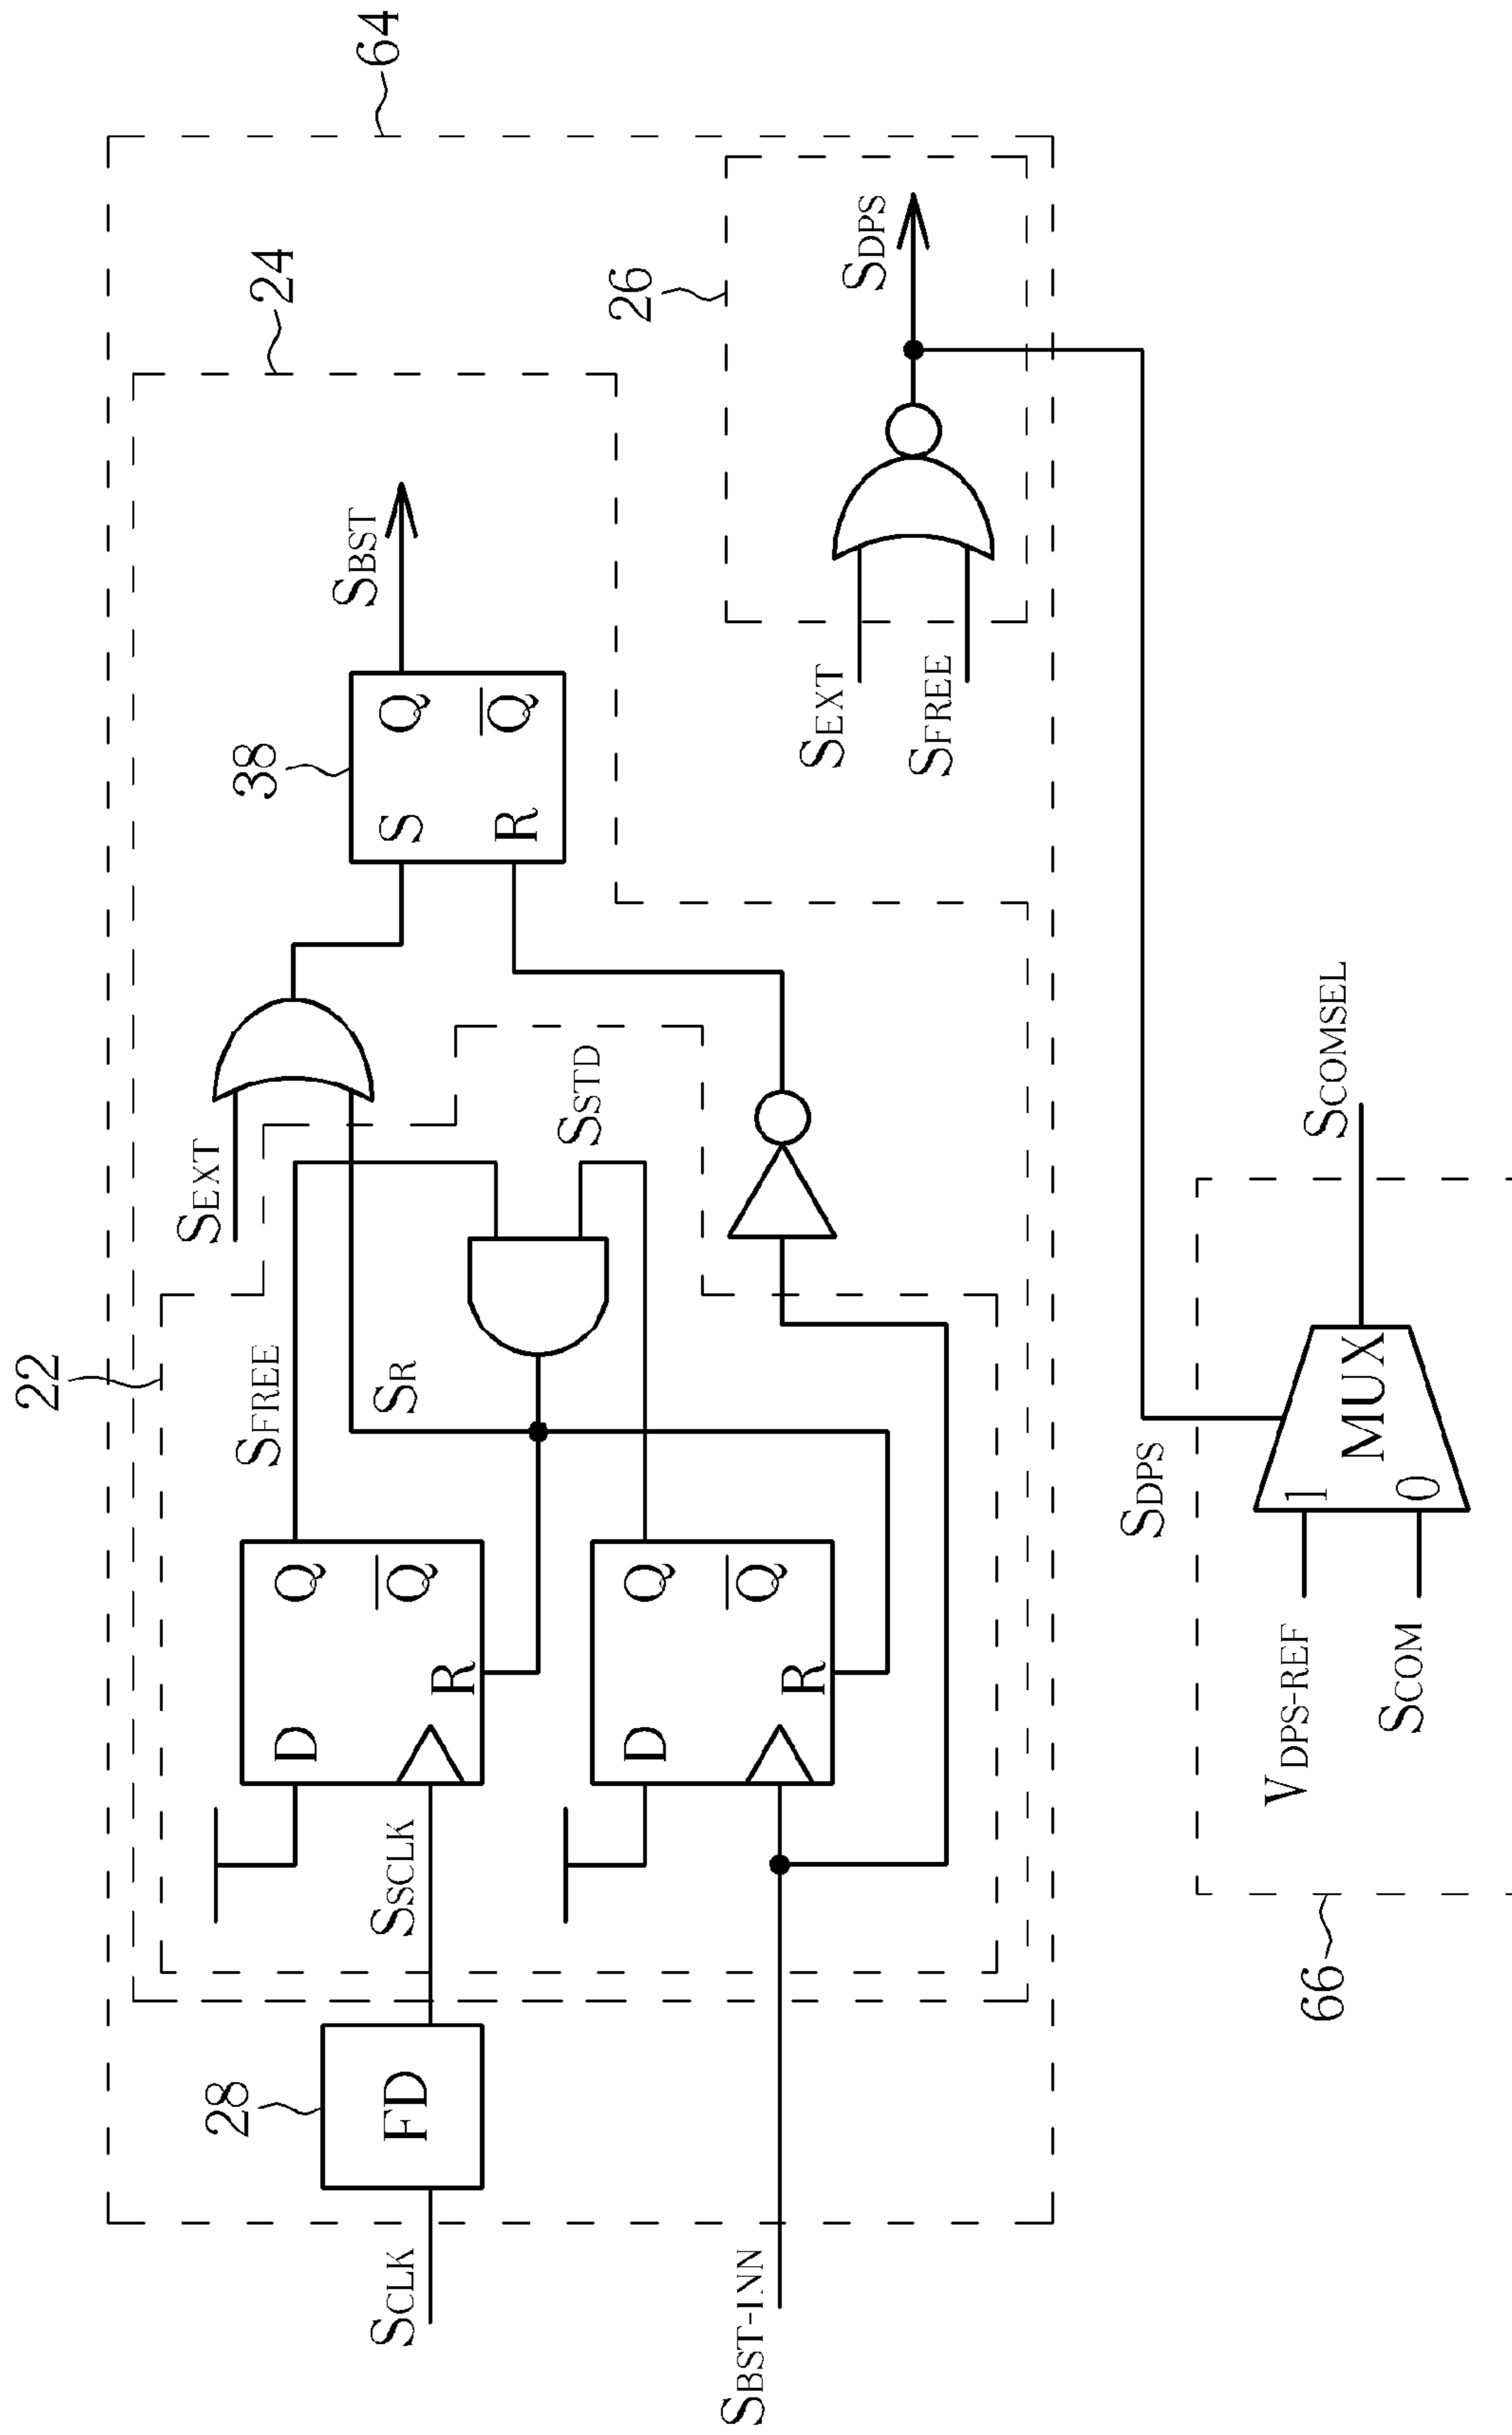 64
24
22
26
SEXT
38
SBST
S Q
R Q
SFREE
SR
SSTD
28
FD
SCLK
SSCLK
D Q
R Q
D Q
R Q
SBST-INN
SEXT
SFREE
SDPS
SDPS
VDPS-REF
SCOM
1
0
MUX
SCOMSEL
66